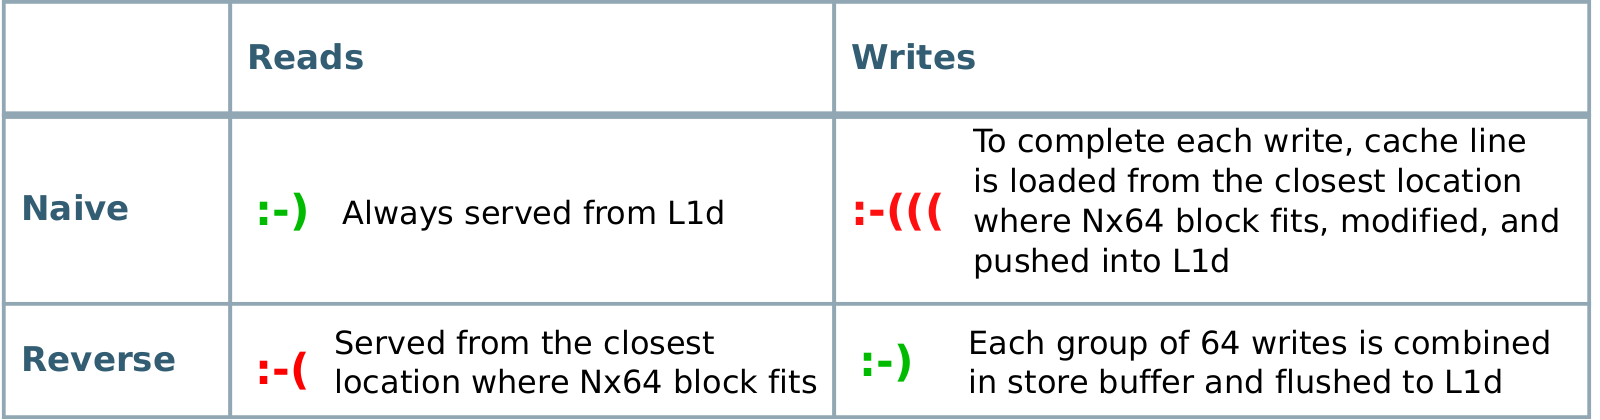 Reads
Writes
Naive
:-)
Always served from L1d
:-(((
To complete each write, cache line
is loaded from the closest location
where Nx64 block fits, modified, and
pushed into L1d
Reverse
:-(
Served from the closest
location where Nx64 block fits
:-)
Each group of 64 writes is combined
in store buffer and flushed to L1d